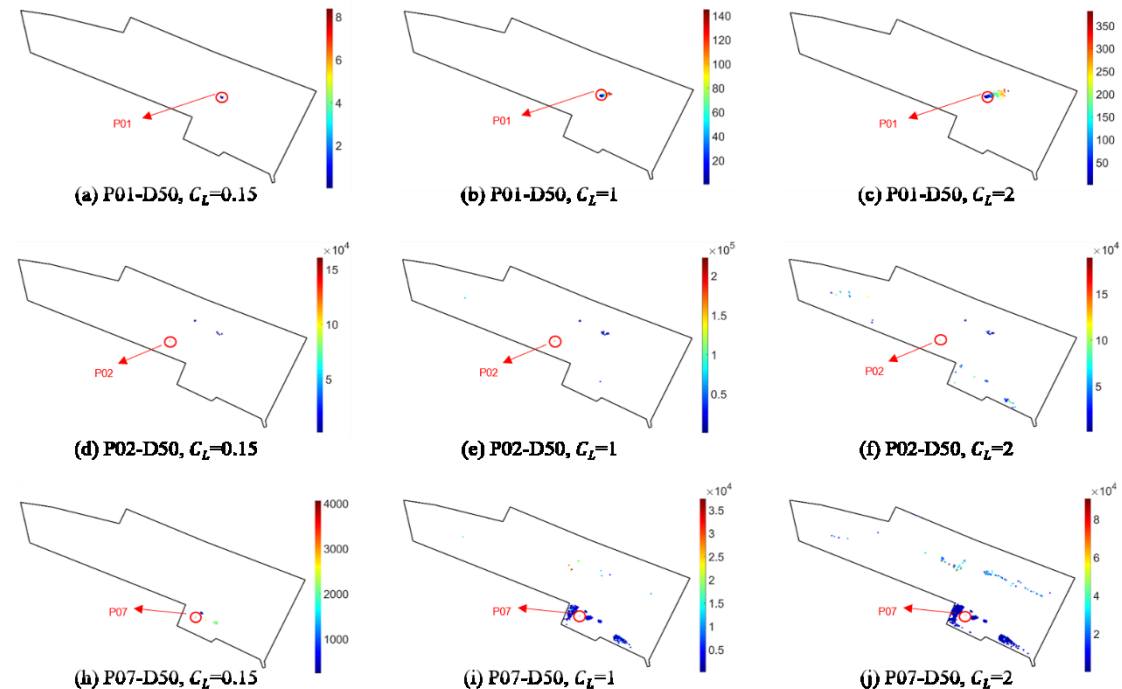 8
6
4
2
P01
(a) P01-D50, C_L=0.15
140
120
100
80
60
40
20
P01
(b) P01-D50, C_L=1
350
300
250
200
150
100
50
P01
(c) P01-D50, C_L=2
×10^4
15
10
5
P02
(d) P02-D50, C_L=0.15
×10^5
2
1.5
1
0.5
P02
(e) P02-D50, C_L=1
×10^4
15
10
5
P02
(f) P02-D50, C_L=2
4000
3000
2000
1000
P07
(h) P07-D50, C_L=0.15
×10^4
3.5
3
2.5
2
1.5
1
0.5
P07
(i) P07-D50, C_L=1
×10^4
8
6
4
2
P07
(j) P07-D50, C_L=2